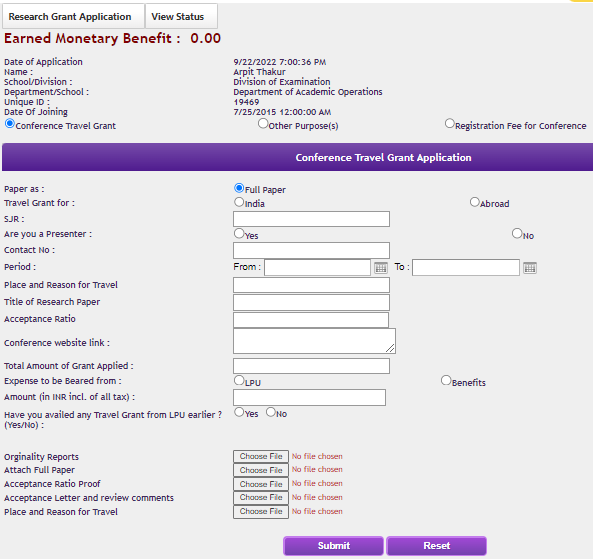 Research Grant Application View Status
Earned Monetary Benefit : 0.00
Date of Application 9/22/2022 7:00:36 PM
Name : Arpit Thakur
School/Division : Division of Examination
Department/School : Department of Academic Operations
Unique ID : 19469
Date Of Joining 7/25/2015 12:00:00 AM
Conference Travel Grant Other Purpose(s) Registration Fee for Conference
Conference Travel Grant Application
Paper as : Full Paper
Travel Grant for : India Abroad
SJR :
Are you a Presenter : Yes No
Contact No :
Period : From : To :
Place and Reason for Travel
Title of Research Paper
Acceptance Ratio
Conference website link :
Total Amount of Grant Applied :
Expense to be Beared from : LPU Benefits
Amount (in INR incl. of all tax) :
Have you availed any Travel Grant from LPU earlier ? Yes No
(Yes/No) :
Orginality Reports Choose File No file chosen
Attach Full Paper Choose File No file chosen
Acceptance Ratio Proof Choose File No file chosen
Acceptance Letter and review comments Choose File No file chosen
Place and Reason for Travel Choose File No file chosen
Submit Reset